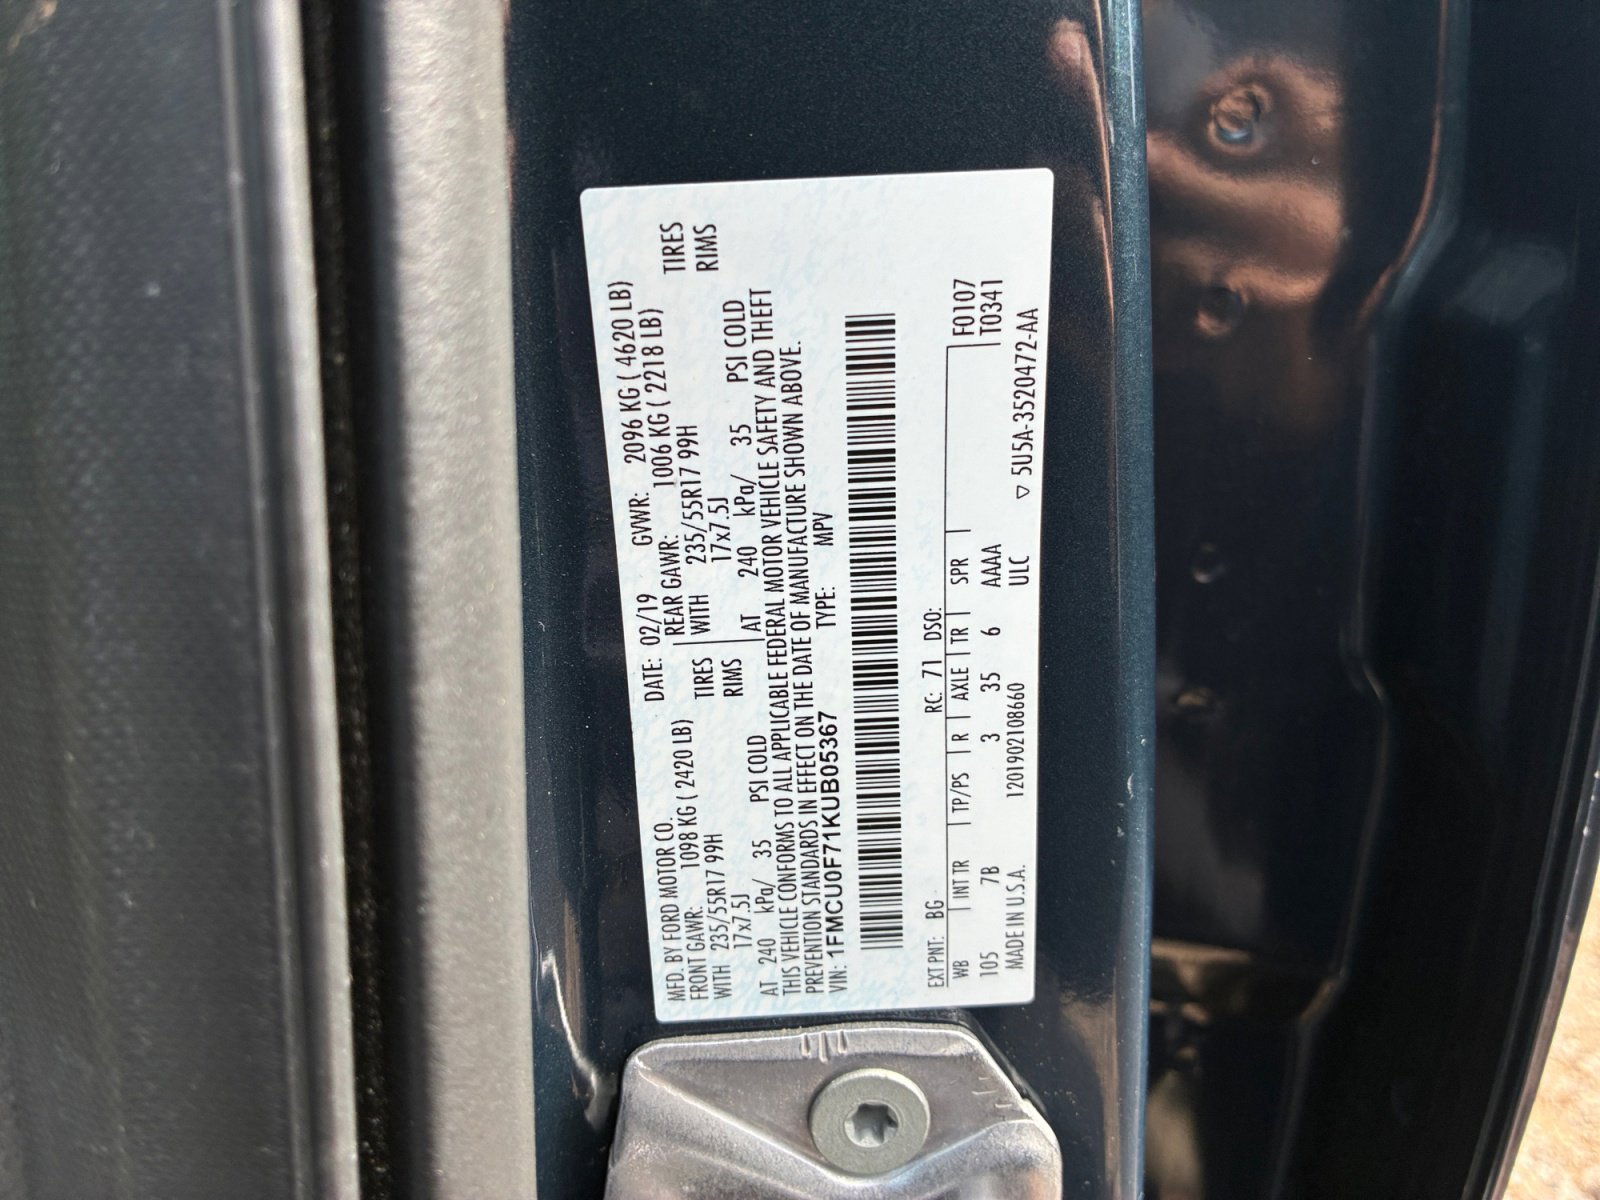 MFD. BY FORD MOTOR CO.
DATE: 02/19 GVWR: 2096 KG ( 4620 LB)
FRONT GAWR: 1098 KG ( 2420 LB) REAR GAWR: 1006 KG ( 2218 LB)
WITH 235/55R17 99H TIRES WITH 235/55R17 99H TIRES
17x7.5J RIMS 17x7.5J RIMS
AT 240 kPa/ 35 PSI COLD AT 240 kPa/ 35 PSI COLD
THIS VEHICLE CONFORMS TO ALL APPLICABLE FEDERAL MOTOR VEHICLE SAFETY AND THEFT
PREVENTION STANDARDS IN EFFECT ON THE DATE OF MANUFACTURE SHOWN ABOVE.
VIN: 1FMCU0F71KUB05367 TYPE: MPV
EXT PNT: BG RC: 71 DSO:
WB INT TR TP/PS R AXLE TR SPR F0107
105 7B 3 35 6 AAAA T0341
MADE IN U.S.A. 1201902108660 ULC ▽ 5U5A-3520472-AA